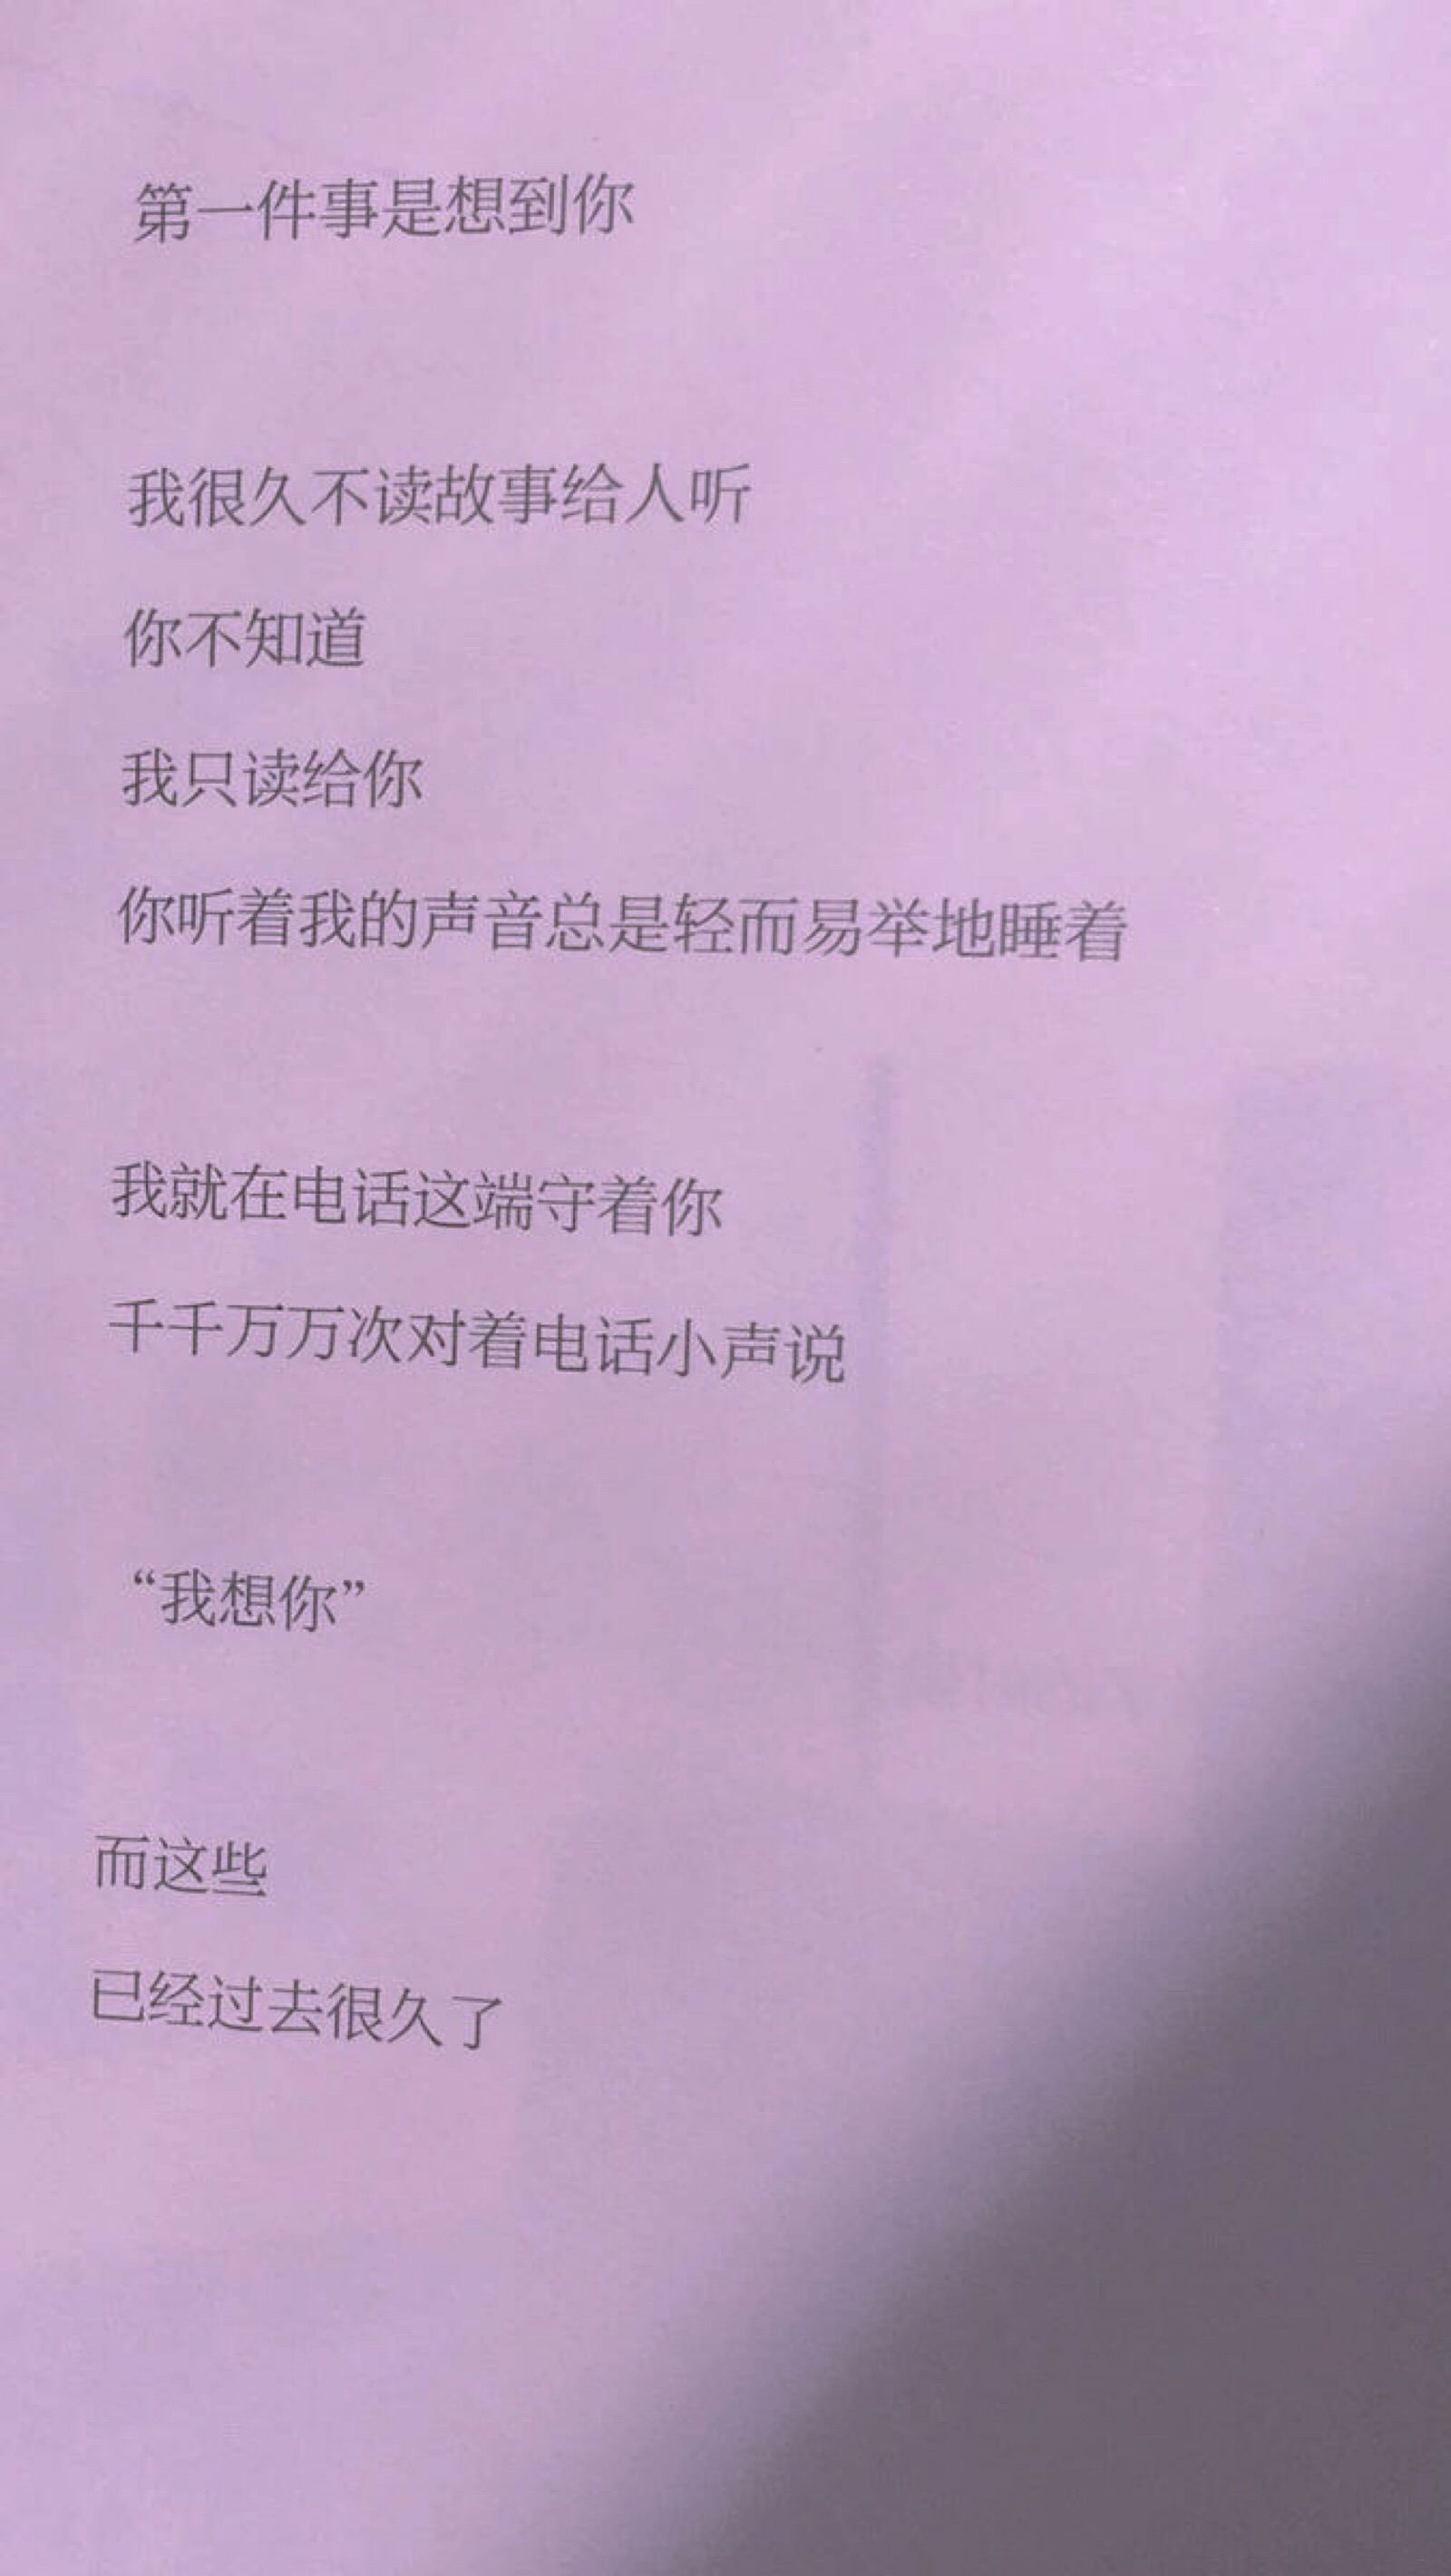 第一件事是想到你
我很久不读故事给人听
你不知道
我只读给你
你听着我的声音总是轻而易举地睡着
我就在电话这端守着你
千千万万次对着电话小声说
“我想你”
而这些
已经过去很久了